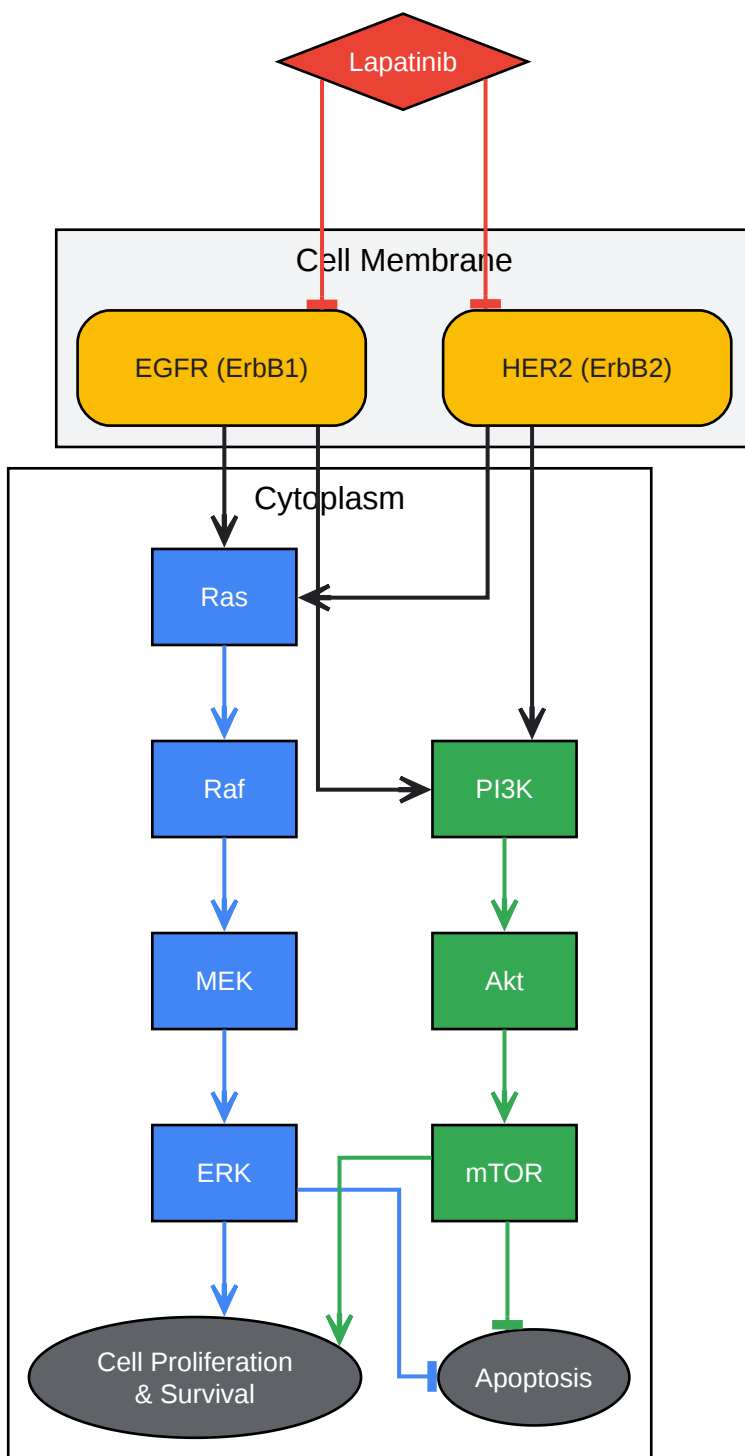 Lapatinib
Cell Membrane
EGFR (ErbB1)
HER2 (ErbB2)
Cytoplasm
Ras
Raf
PI3K
MEK
Akt
ERK
mTOR
Cell Proliferation
& Survival
Apoptosis